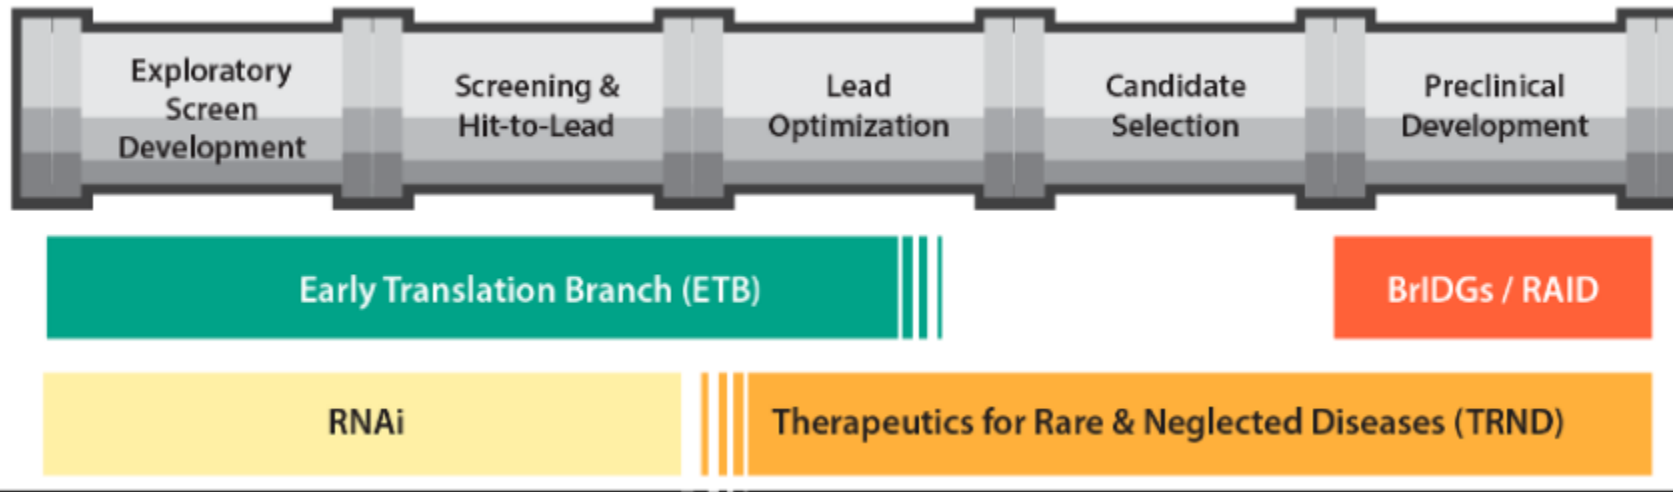 Exploratory
Screen
Development
Screening &
Hit-to-Lead
Lead
Optimization
Candidate
Selection
Preclinical
Development
Early Translation Branch (ETB)
BrIDGs / RAID
RNAi
Therapeutics for Rare & Neglected Diseases (TRND)